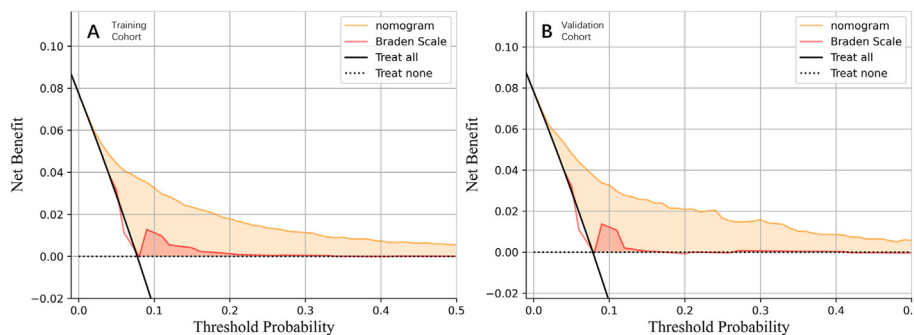 A
Training
Cohort
nomogram
Braden Scale
Treat all
Treat none
Net Benefit
0.10
0.08
0.06
0.04
0.02
0.00
−0.02
0.0
0.1
0.2
0.3
0.4
0.5
Threshold Probability
B
Validation
Cohort
nomogram
Braden Scale
Treat all
Treat none
Net Benefit
0.10
0.08
0.06
0.04
0.02
0.00
−0.02
0.0
0.1
0.2
0.3
0.4
Threshold Probability